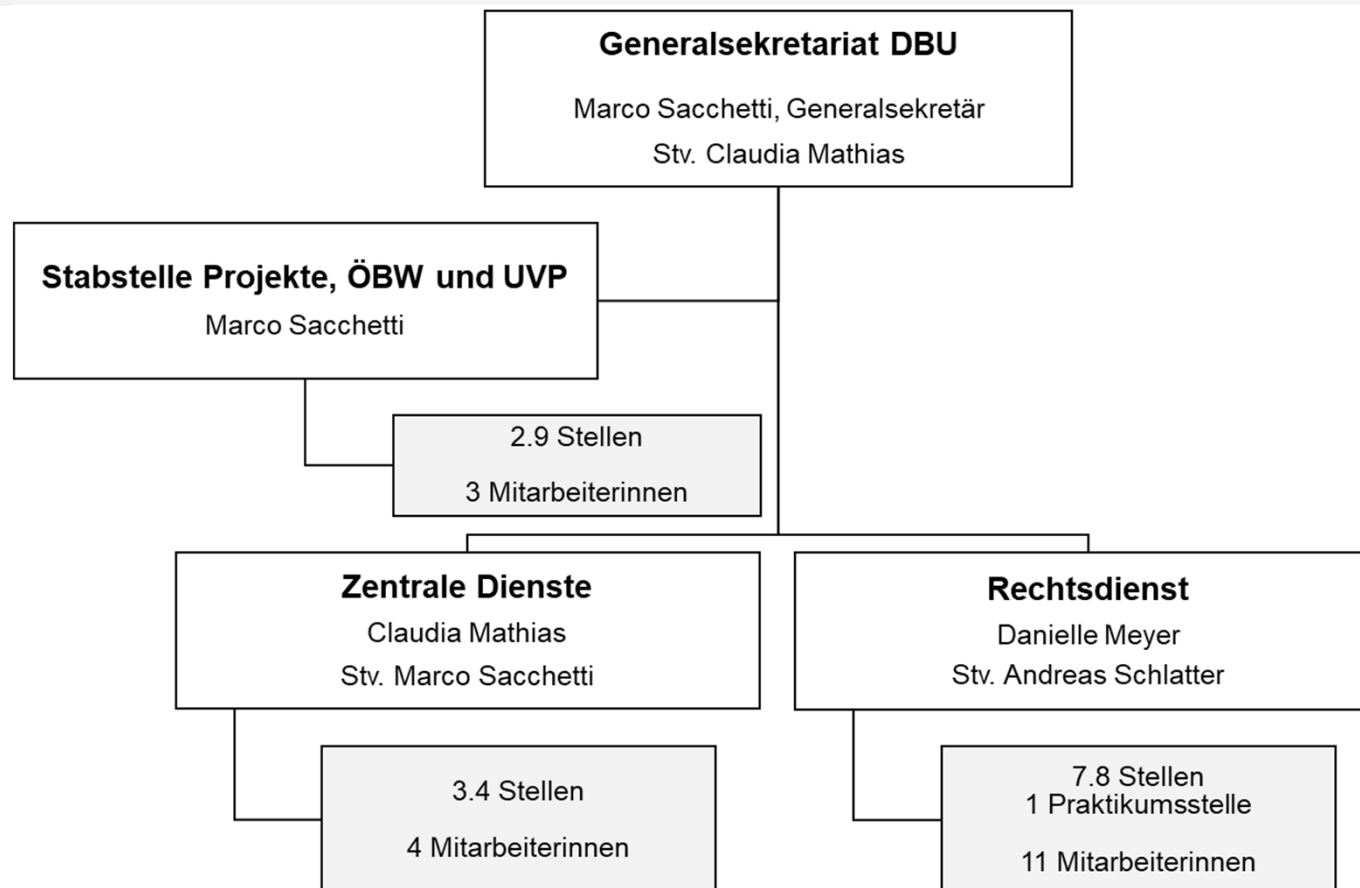 Generalsekretariat DBU
Marco Sacchetti, Generalsekretär
Stv. Claudia Mathias
Stabstelle Projekte, ÖBW und UVP
Marco Sacchetti
2.9 Stellen
3 Mitarbeiterinnen
Zentrale Dienste
Claudia Mathias
Stv. Marco Sacchetti
3.4 Stellen
4 Mitarbeiterinnen
Rechtsdienst
Danielle Meyer
Stv. Andreas Schlatter
7.8 Stellen
1 Praktikumsstelle
11 Mitarbeiterinnen